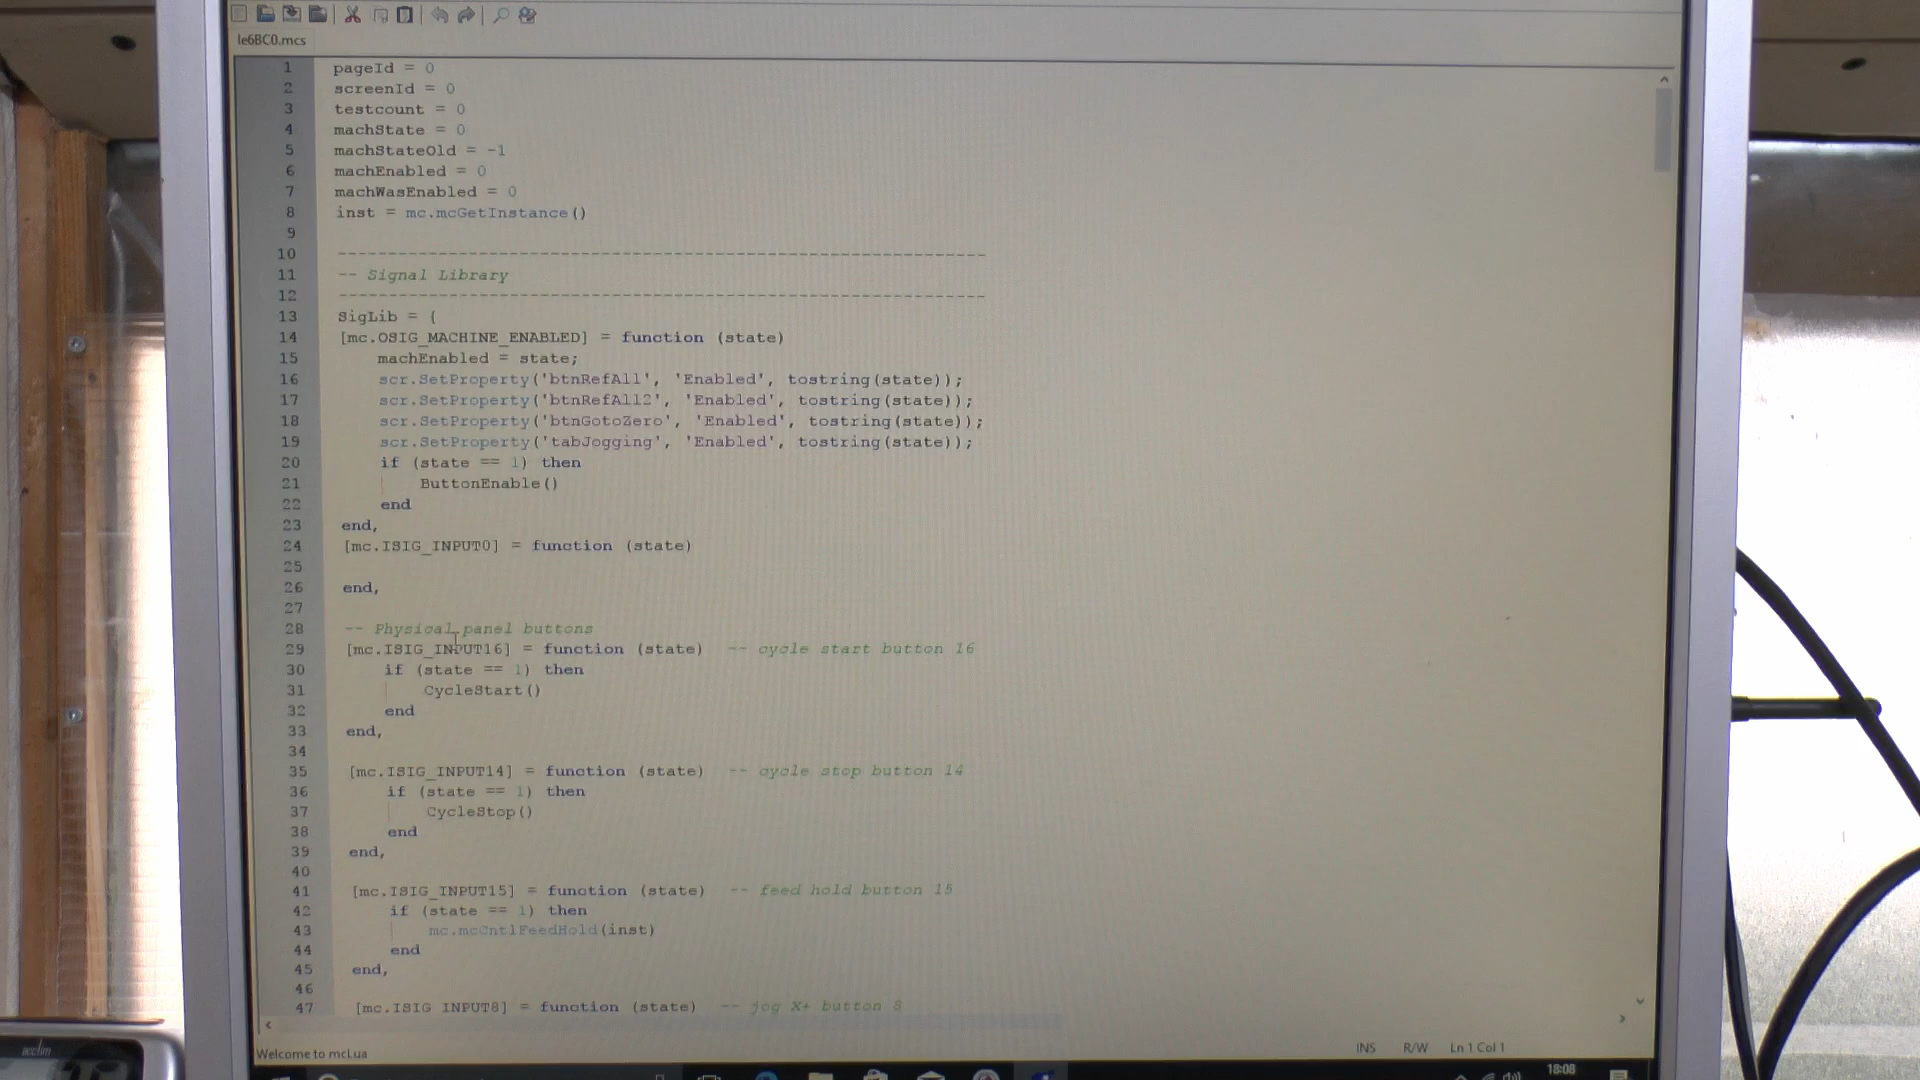 le6BC0.mcs
1 pageId = 0
2 screenId = 0
3 testcount = 0
4 machState = 0
5 machStateOld = -1
6 machEnabled = 0
7 machWasEnabled = 0
8 inst = mc.mcGetInstance()
9
10 -----------------------------------------------------------------
11 -- Signal Library
12 -----------------------------------------------------------------
13 SigLib = {
14 [mc.OSIG_MACHINE_ENABLED] = function (state)
15 machEnabled = state;
16 scr.SetProperty('btnRefAll', 'Enabled', tostring(state));
17 scr.SetProperty('btnRefAll2', 'Enabled', tostring(state));
18 scr.SetProperty('btnGotoZero', 'Enabled', tostring(state));
19 scr.SetProperty('tabJogging', 'Enabled', tostring(state));
20 if (state == 1) then
21 ButtonEnable()
22 end
23 end,
24 [mc.ISIG_INPUT0] = function (state)
25
26 end,
27
28 -- Physical panel buttons
29 [mc.ISIG_INPUT16] = function (state) -- cycle start button 16
30 if (state == 1) then
31 CycleStart()
32 end
33 end,
34
35 [mc.ISIG_INPUT14] = function (state) -- cycle stop button 14
36 if (state == 1) then
37 CycleStop()
38 end
39 end,
40
41 [mc.ISIG_INPUT15] = function (state) -- feed hold button 15
42 if (state == 1) then
43 mc.mcCntlFeedHold(inst)
44 end
45 end,
46
47 [mc.ISIG_INPUT8] = function (state) -- jog X+ button 8
Welcome to mcLua
INS R/W Ln 1 Col 1
18:08
acclim